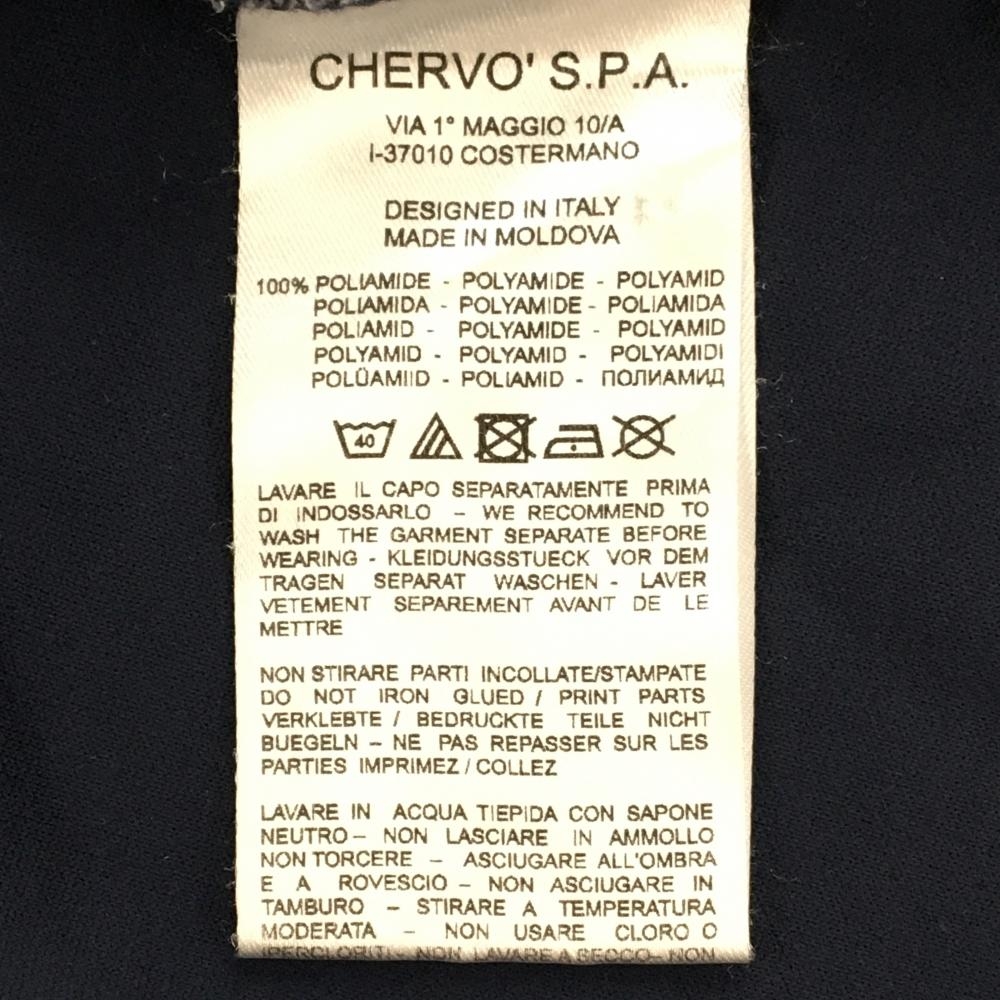 CHERVO' S.P.A.
VIA 1° MAGGIO 10/A
I-37010 COSTERMANO
DESIGNED IN ITALY
MADE IN MOLDOVA
100% POLIAMIDE - POLYAMIDE - POLYAMID
POLIAMIDA - POLYAMIDE - POLIAMIDA
POLIAMID - POLYAMIDE - POLYAMID
POLYAMID - POLYAMID - POLYAMIDI
POLÜAMIID - POLIAMID - ПОЛИАМИД
40
LAVARE IL CAPO SEPARATAMENTE PRIMA
DI INDOSSARLO – WE RECOMMEND TO
WASH THE GARMENT SEPARATE BEFORE
WEARING - KLEIDUNGSSTUECK VOR DEM
TRAGEN SEPARAT WASCHEN - LAVER
VETEMENT SEPAREMENT AVANT DE LE
METTRE
NON STIRARE PARTI INCOLLATE/STAMPATE
DO NOT IRON GLUED / PRINT PARTS
VERKLEBTE / BEDRUCKTE TEILE NICHT
BUEGELN – NE PAS REPASSER SUR LES
PARTIES IMPRIMEZ / COLLEZ
LAVARE IN ACQUA TIEPIDA CON SAPONE
NEUTRO – NON LASCIARE IN AMMOLLO
NON TORCERE – ASCIUGARE ALL'OMBRA
E A ROVESCIO – NON ASCIUGARE IN
TAMBURO – STIRARE A TEMPERATURA
MODERATA – NON USARE CLORO O
IPERCLORITI- NON LAVARE A SECCO– NON